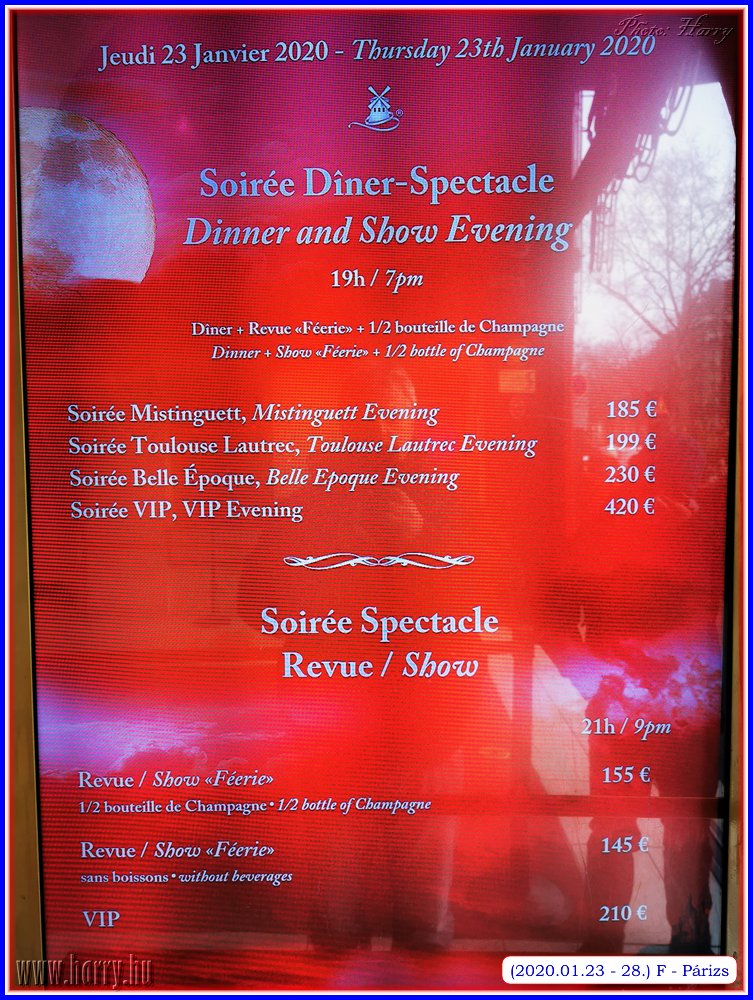 Photo: Horry
Jeudi 23 Janvier 2020 - Thursday 23th January 2020
®
Soirée Dîner-Spectacle
Dinner and Show Evening
19h / 7pm
Dîner + Revue «Féerie» + 1/2 bouteille de Champagne
Dinner + Show «Féerie» + 1/2 bottle of Champagne
Soirée Mistinguett, Mistinguett Evening 185 €
Soirée Toulouse Lautrec, Toulouse Lautrec Evening 199 €
Soirée Belle Époque, Belle Epoque Evening 230 €
Soirée VIP, VIP Evening 420 €
Soirée Spectacle
Revue / Show
21h / 9pm
Revue / Show «Féerie» 155 €
1/2 bouteille de Champagne • 1/2 bottle of Champagne
Revue / Show «Féerie» 145 €
sans boissons • without beverages
VIP 210 €
www.horry.hu
(2020.01.23 - 28.) F - Párizs